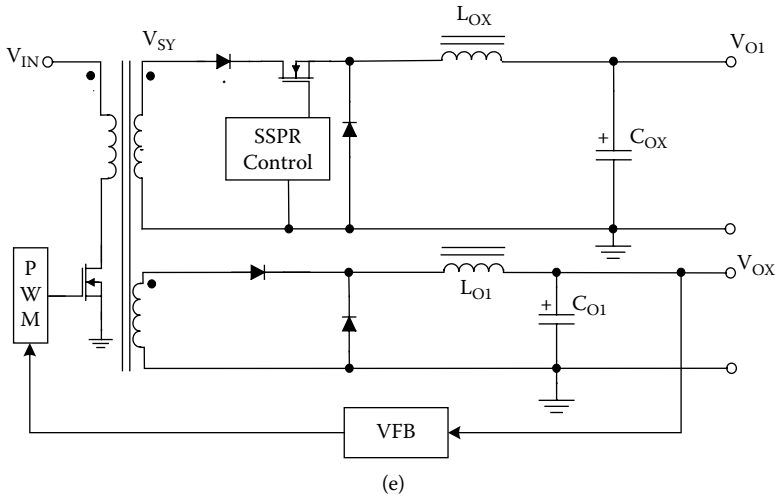 L_OX
V_IN
V_SY
V_O1
SSPR
Control
+
C_OX
P
W
M
V_OX
L_O1
+
C_O1
VFB
(e)